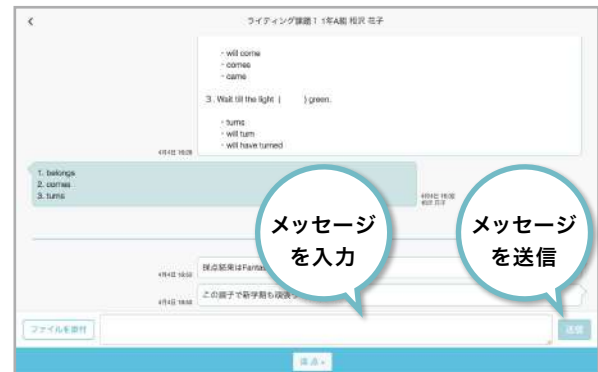 ライティング課題1 1年A組 相沢 花子
- will come
- comes
- came
3. Wait till the light ( ) green.
- turns
- will turn
- will have turned
1. belongs
2. comes
3. turns
メッセージ
を入力
メッセージ
を送信
採点結果はFantas
この調子で新学期も頑張
ファイルを添付
送信